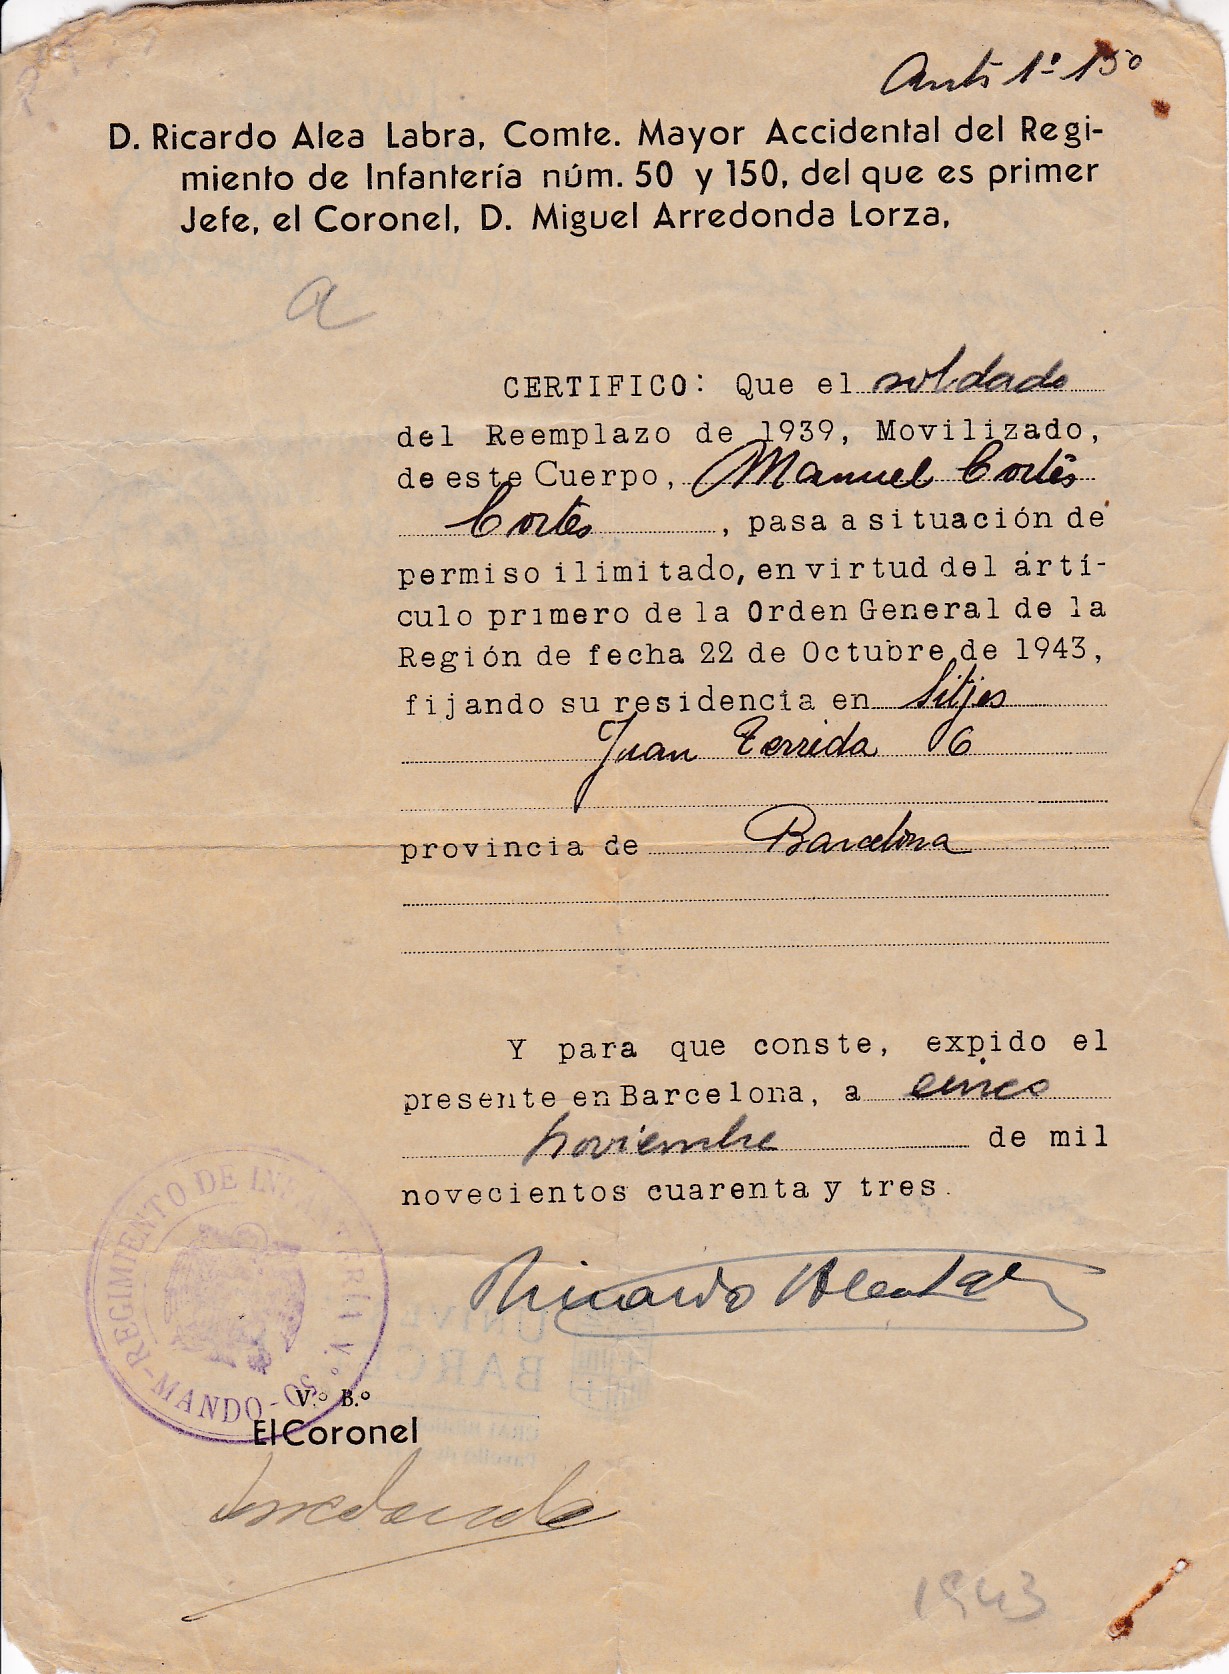 Antº 1º 150
D. Ricardo Alea Labra, Comte. Mayor Accidental del Regi-
miento de Infantería núm. 50 y 150, del que es primer
Jefe, el Coronel, D. Miguel Arredonda Lorza,
a
CERTIFICO: Que el soldado
del Reemplazo de 1939, Movilizado,
de este Cuerpo, Manuel Cortés
Cortés, pasa a situación de
permiso ilimitado, en virtud del artí-
culo primero de la Orden General de la
Región de fecha 22 de Octubre de 1943,
fijando su residencia en Sitjes
Juan Terrida 6
provincia de Barcelona
Y para que conste, expido el
presente en Barcelona, a cinco
noviembre de mil
novecientos cuarenta y tres.
Ricardo Alea
REGIMIENTO DE INFANTERIA N.º
-MANDO-
V.º B.º
El Coronel
Arredonda
1943